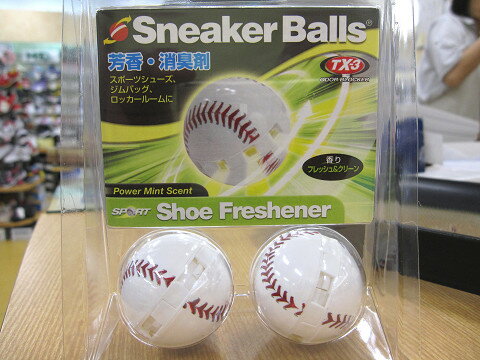 Sneaker Balls®
芳香・消臭剤
スポーツシューズ、
ジムバッグ、
ロッカールームに
TX-3
ODOR BLOCKER
香り
フレッシュ&クリーン
Power Mint Scent
SPORT Shoe Freshener